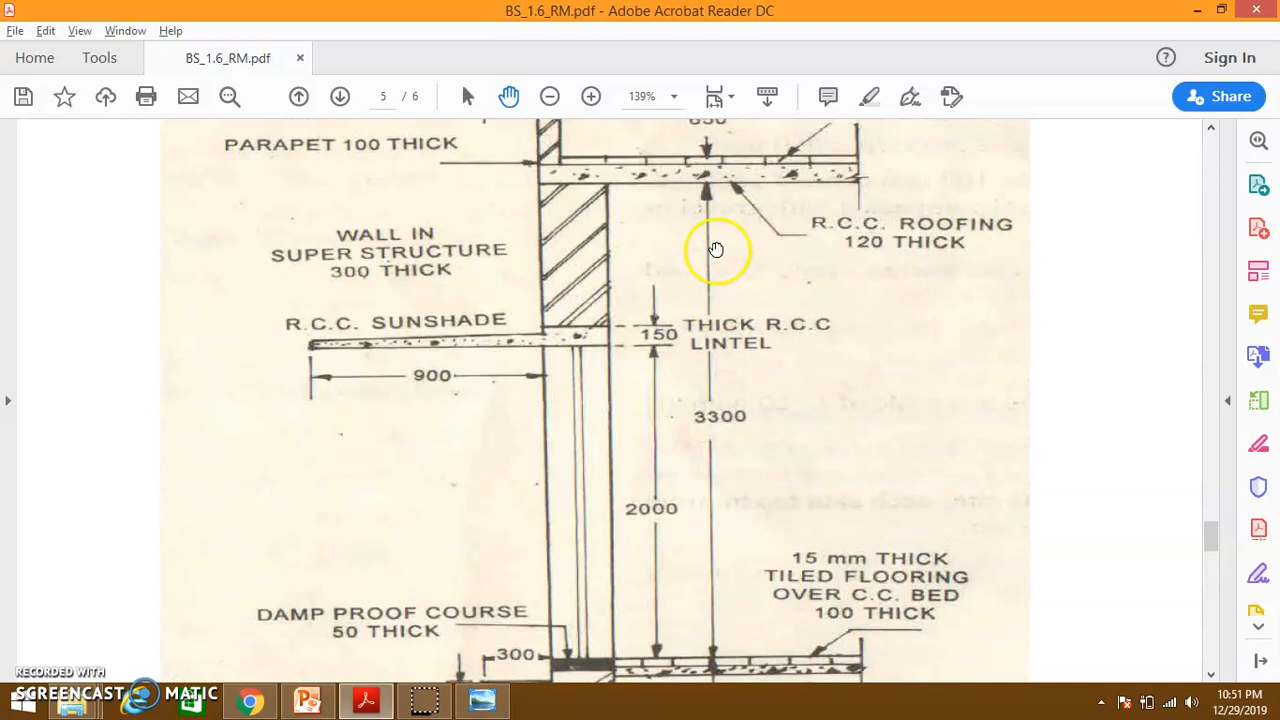 BS_1.6_RM.pdf - Adobe Acrobat Reader DC
File Edit View Window Help
Home Tools BS_1.6_RM.pdf ×
Sign In
5 / 6
139%
Share
PARAPET 100 THICK
WALL IN
SUPER STRUCTURE
300 THICK
R.C.C. ROOFING
120 THICK
R.C.C. SUNSHADE
150 THICK R.C.C
LINTEL
900
3300
2000
15 mm THICK
TILED FLOORING
OVER C.C. BED
100 THICK
DAMP PROOF COURSE
50 THICK
300
RECORDED WITH
SCREENCAST MATIC
10:51 PM
12/29/2019